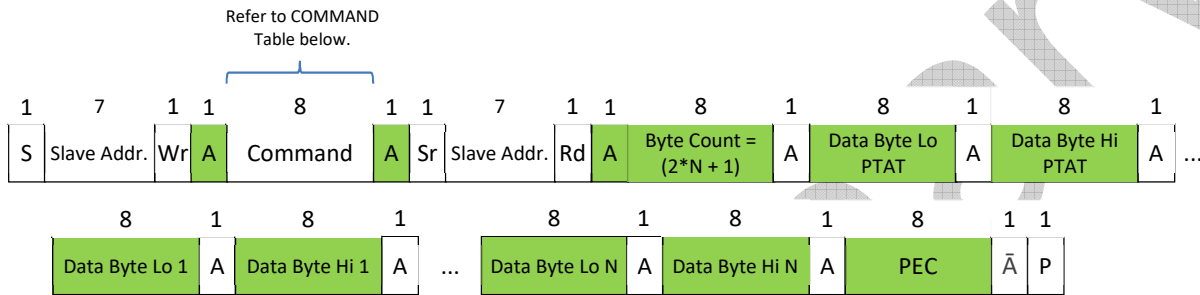 Refer to COMMAND
Table below.
1 7 1 1 8 1 1 7 1 1 8 1 8 1 8 1
S Slave Addr. Wr A Command A Sr Slave Addr. Rd A Byte Count = (2*N + 1) A Data Byte Lo PTAT A Data Byte Hi PTAT A ...
8 1 8 1 8 1 8 1 8 1 1
Data Byte Lo 1 A Data Byte Hi 1 A ... Data Byte Lo N A Data Byte Hi N A PEC Ā P